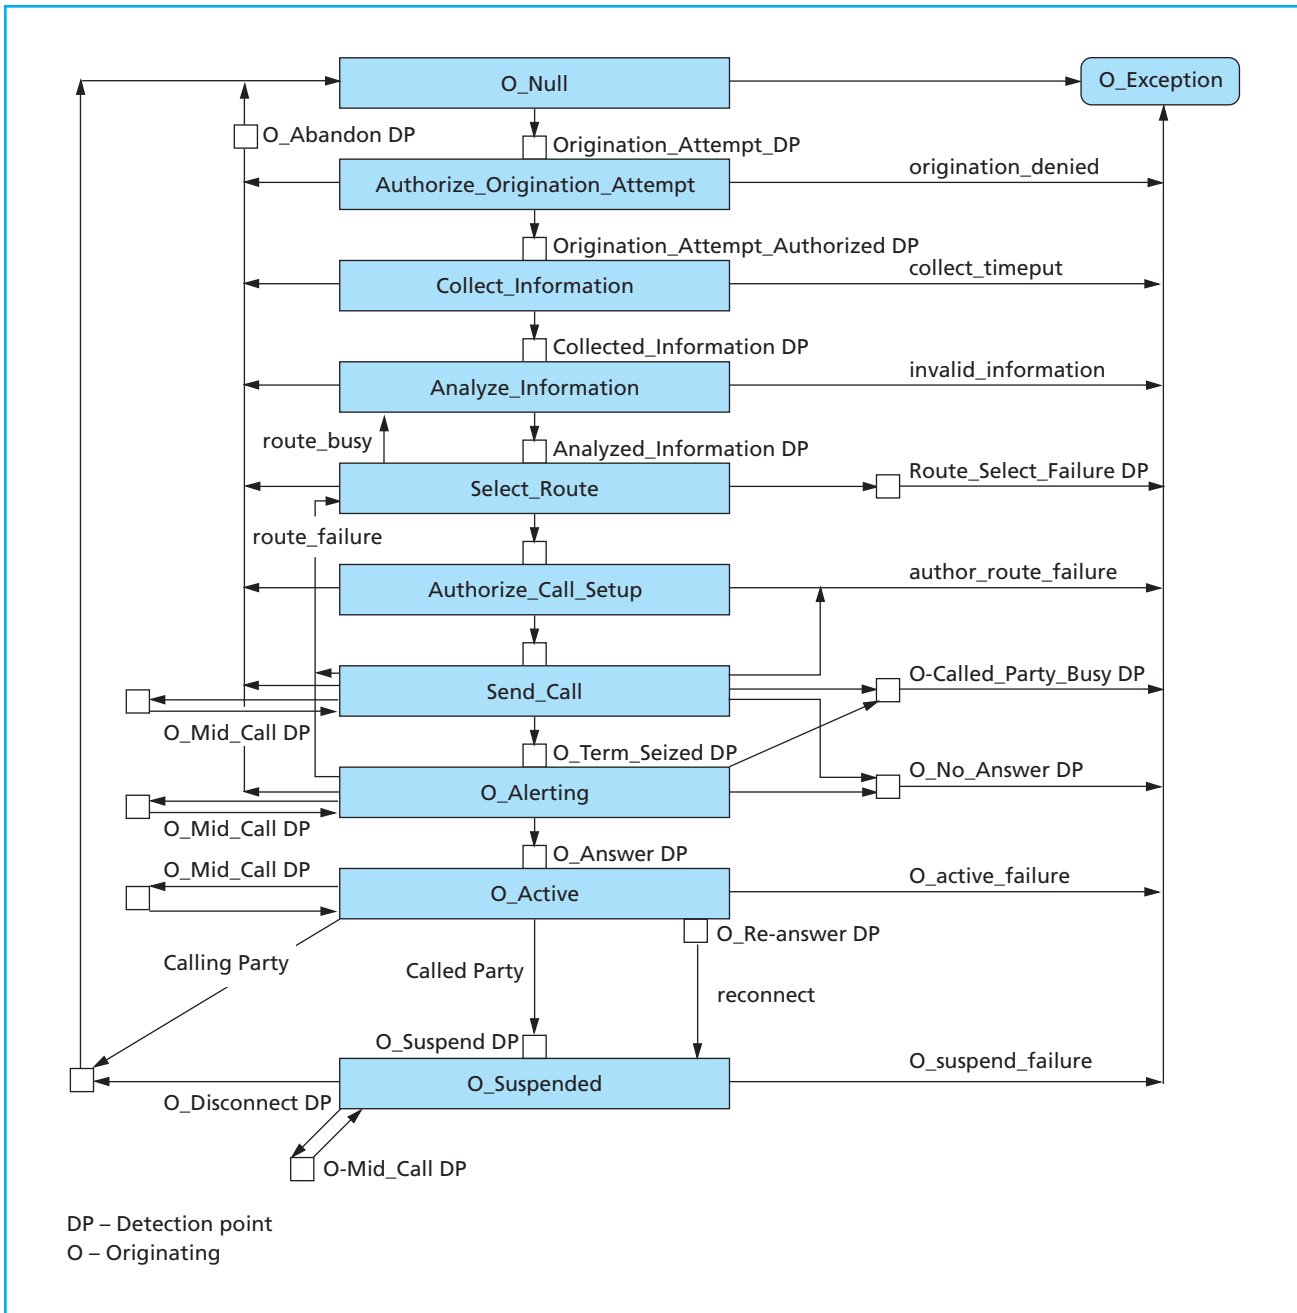 O_Null
O_Exception
O_Abandon DP
Origination_Attempt_DP
Authorize_Origination_Attempt
origination_denied
Origination_Attempt_Authorized DP
Collect_Information
collect_timeput
Collected_Information DP
Analyze_Information
invalid_information
route_busy
Analyzed_Information DP
Select_Route
Route_Select_Failure DP
route_failure
Authorize_Call_Setup
author_route_failure
Send_Call
O-Called_Party_Busy DP
O_Mid_Call DP
O_Term_Seized DP
O_Alerting
O_No_Answer DP
O_Mid_Call DP
O_Answer DP
O_Mid_Call DP
O_Active
O_active_failure
O_Re-answer DP
Calling Party
Called Party
reconnect
O_Suspend DP
O_Suspended
O_suspend_failure
O_Disconnect DP
O-Mid_Call DP
DP – Detection point
O – Originating